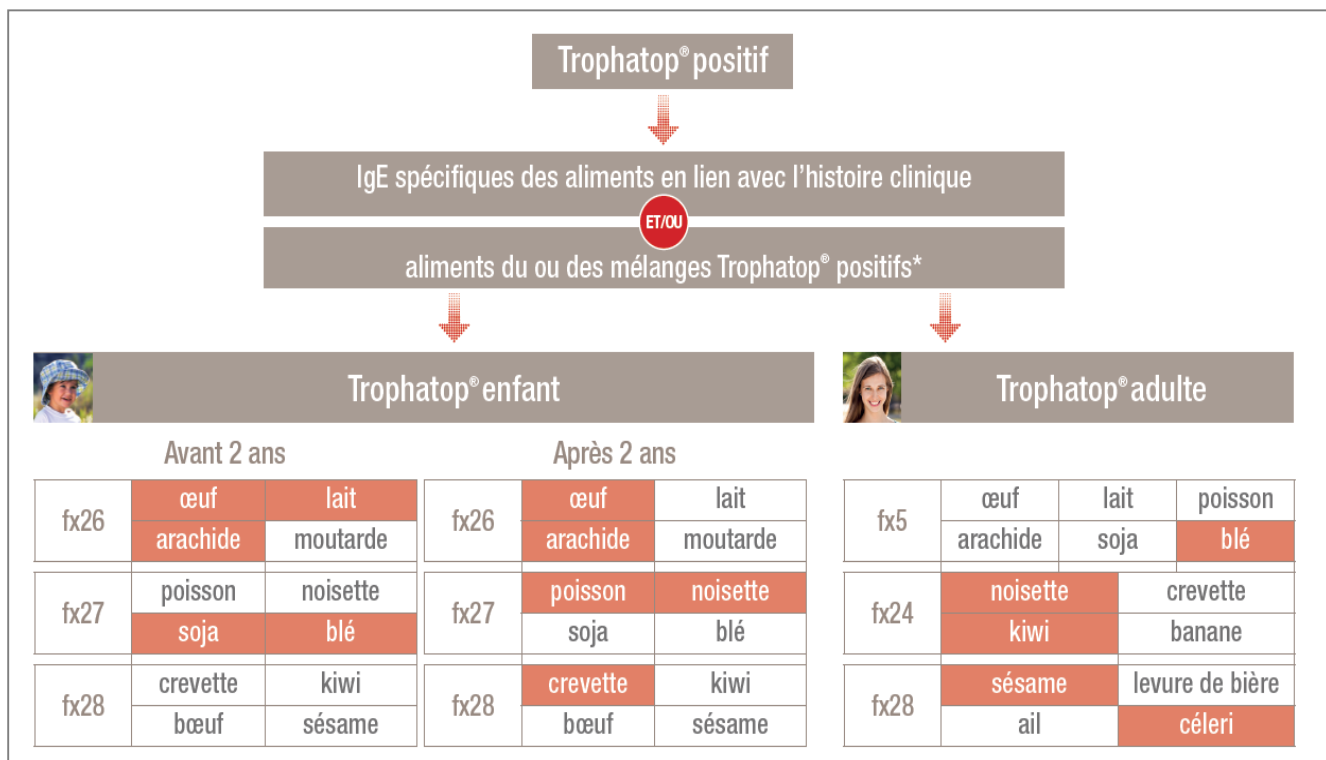 Trophatop® positif
IgE spécifiques des aliments en lien avec l'histoire clinique
ET/OU
aliments du ou des mélanges Trophatop® positifs*
Trophatop® enfant
Avant 2 ans
fx26
œuf lait
arachide moutarde
fx27
poisson noisette
soja blé
fx28
crevette kiwi
bœuf sésame
Après 2 ans
fx26
œuf lait
arachide moutarde
fx27
poisson noisette
soja blé
fx28
crevette kiwi
bœuf sésame
Trophatop® adulte
fx5
œuf lait poisson
arachide soja blé
fx24
noisette crevette
kiwi banane
fx28
sésame levure de bière
ail céleri